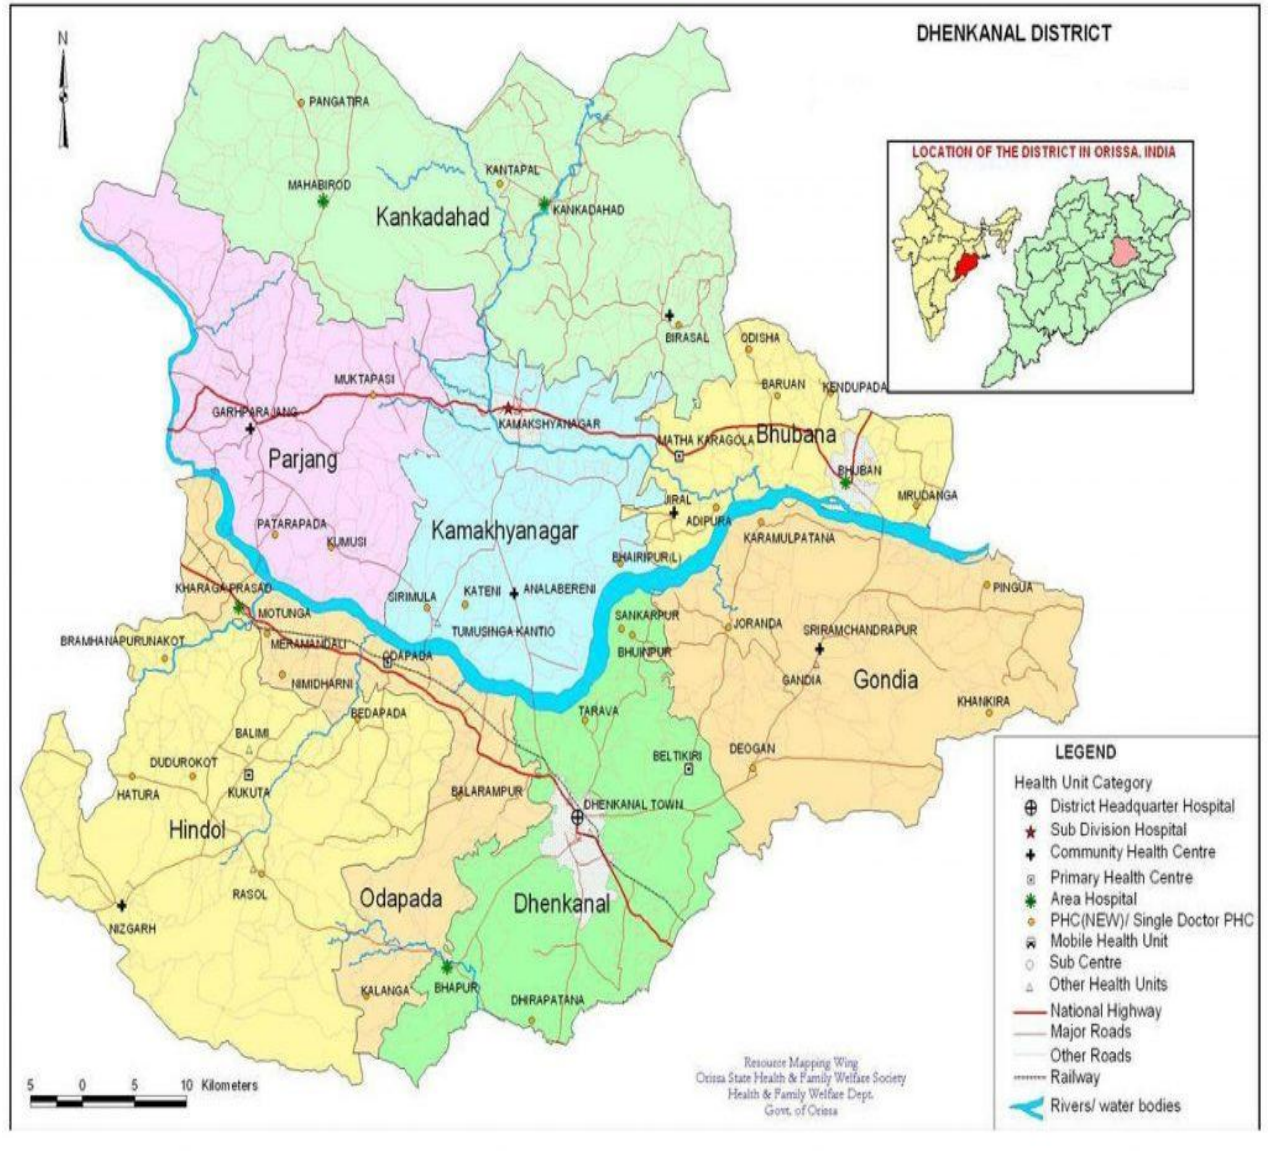 DHENKANAL DISTRICT
N
LOCATION OF THE DISTRICT IN ORISSA, INDIA
PANGATIRA
KANTAPAL
MAHABIROD
KANKADAHAD
Kankadahad
BIRASAL
ODISHA
BARUAN
KENDUPADA
MUKTAPASI
GARHPARAJANG
KAMAKSHYANAGAR
MATHA KARAGOLA
Bhubana
Parjang
BHUBAN
MRUDANGA
JIRAL
ADIPURA
PATARAPADA
KUMUSI
Kamakhyanagar
KARAMULPATANA
BHAIRIPUR(L)
KHARAGAPRASAD
SIRIMULA
KATENI
ANALABERENI
PINGUA
MOTUNGA
SANKARPUR
JORANDA
SRIRAMCHANDRAPUR
BRAMHANAPURUNAKOT
MERAMANDALI
TUMUSINGA KANTIO
ODAPADA
BHUINPUR
GANDIA
Gondia
NIMIDHARNI
KHANKIRA
BEDAPADA
TARAVA
BALIMI
BELTIKIRI
DEOGAN
DUDUROKOT
HATURA
KUKUTA
BALARAMPUR
DHENKANAL TOWN
Hindol
RASOL
Odapada
Dhenkanal
NIZGARH
KALANGA
BHAPUR
DHIRAPATANA
LEGEND
Health Unit Category
District Headquarter Hospital
Sub Division Hospital
Community Health Centre
Primary Health Centre
Area Hospital
PHC(NEW)/ Single Doctor PHC
Mobile Health Unit
Sub Centre
Other Health Units
National Highway
Major Roads
Other Roads
Railway
Rivers/ water bodies
5 0 5 10 Kilometers
Resource Mapping Wing
Orissa State Health & Family Welfare Society
Health & Family Welfare Dept.
Govt. of Orissa